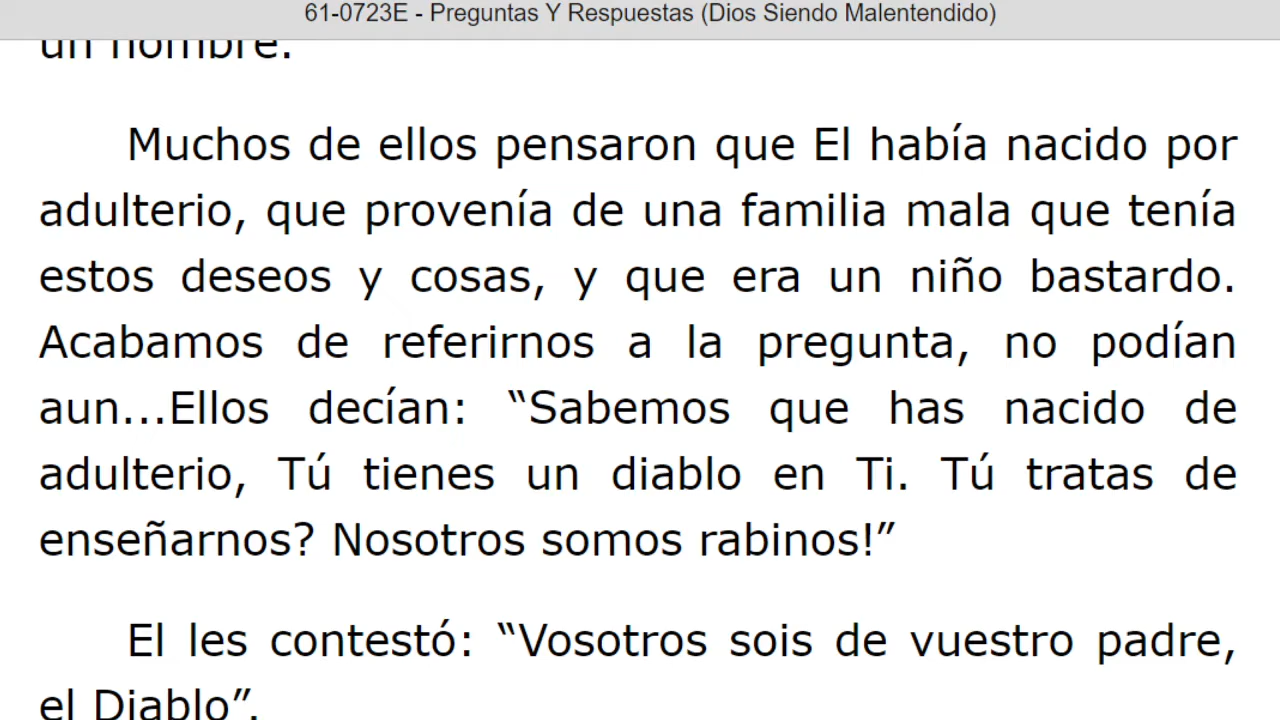 61-0723E - Preguntas Y Respuestas (Dios Siendo Malentendido)
un hombre.
Muchos de ellos pensaron que El había nacido por
adulterio, que provenía de una familia mala que tenía
estos deseos y cosas, y que era un niño bastardo.
Acabamos de referirnos a la pregunta, no podían
aun...Ellos decían: “Sabemos que has nacido de
adulterio, Tú tienes un diablo en Ti. Tú tratas de
enseñarnos? Nosotros somos rabinos!”
El les contestó: “Vosotros sois de vuestro padre,
el Diablo”.